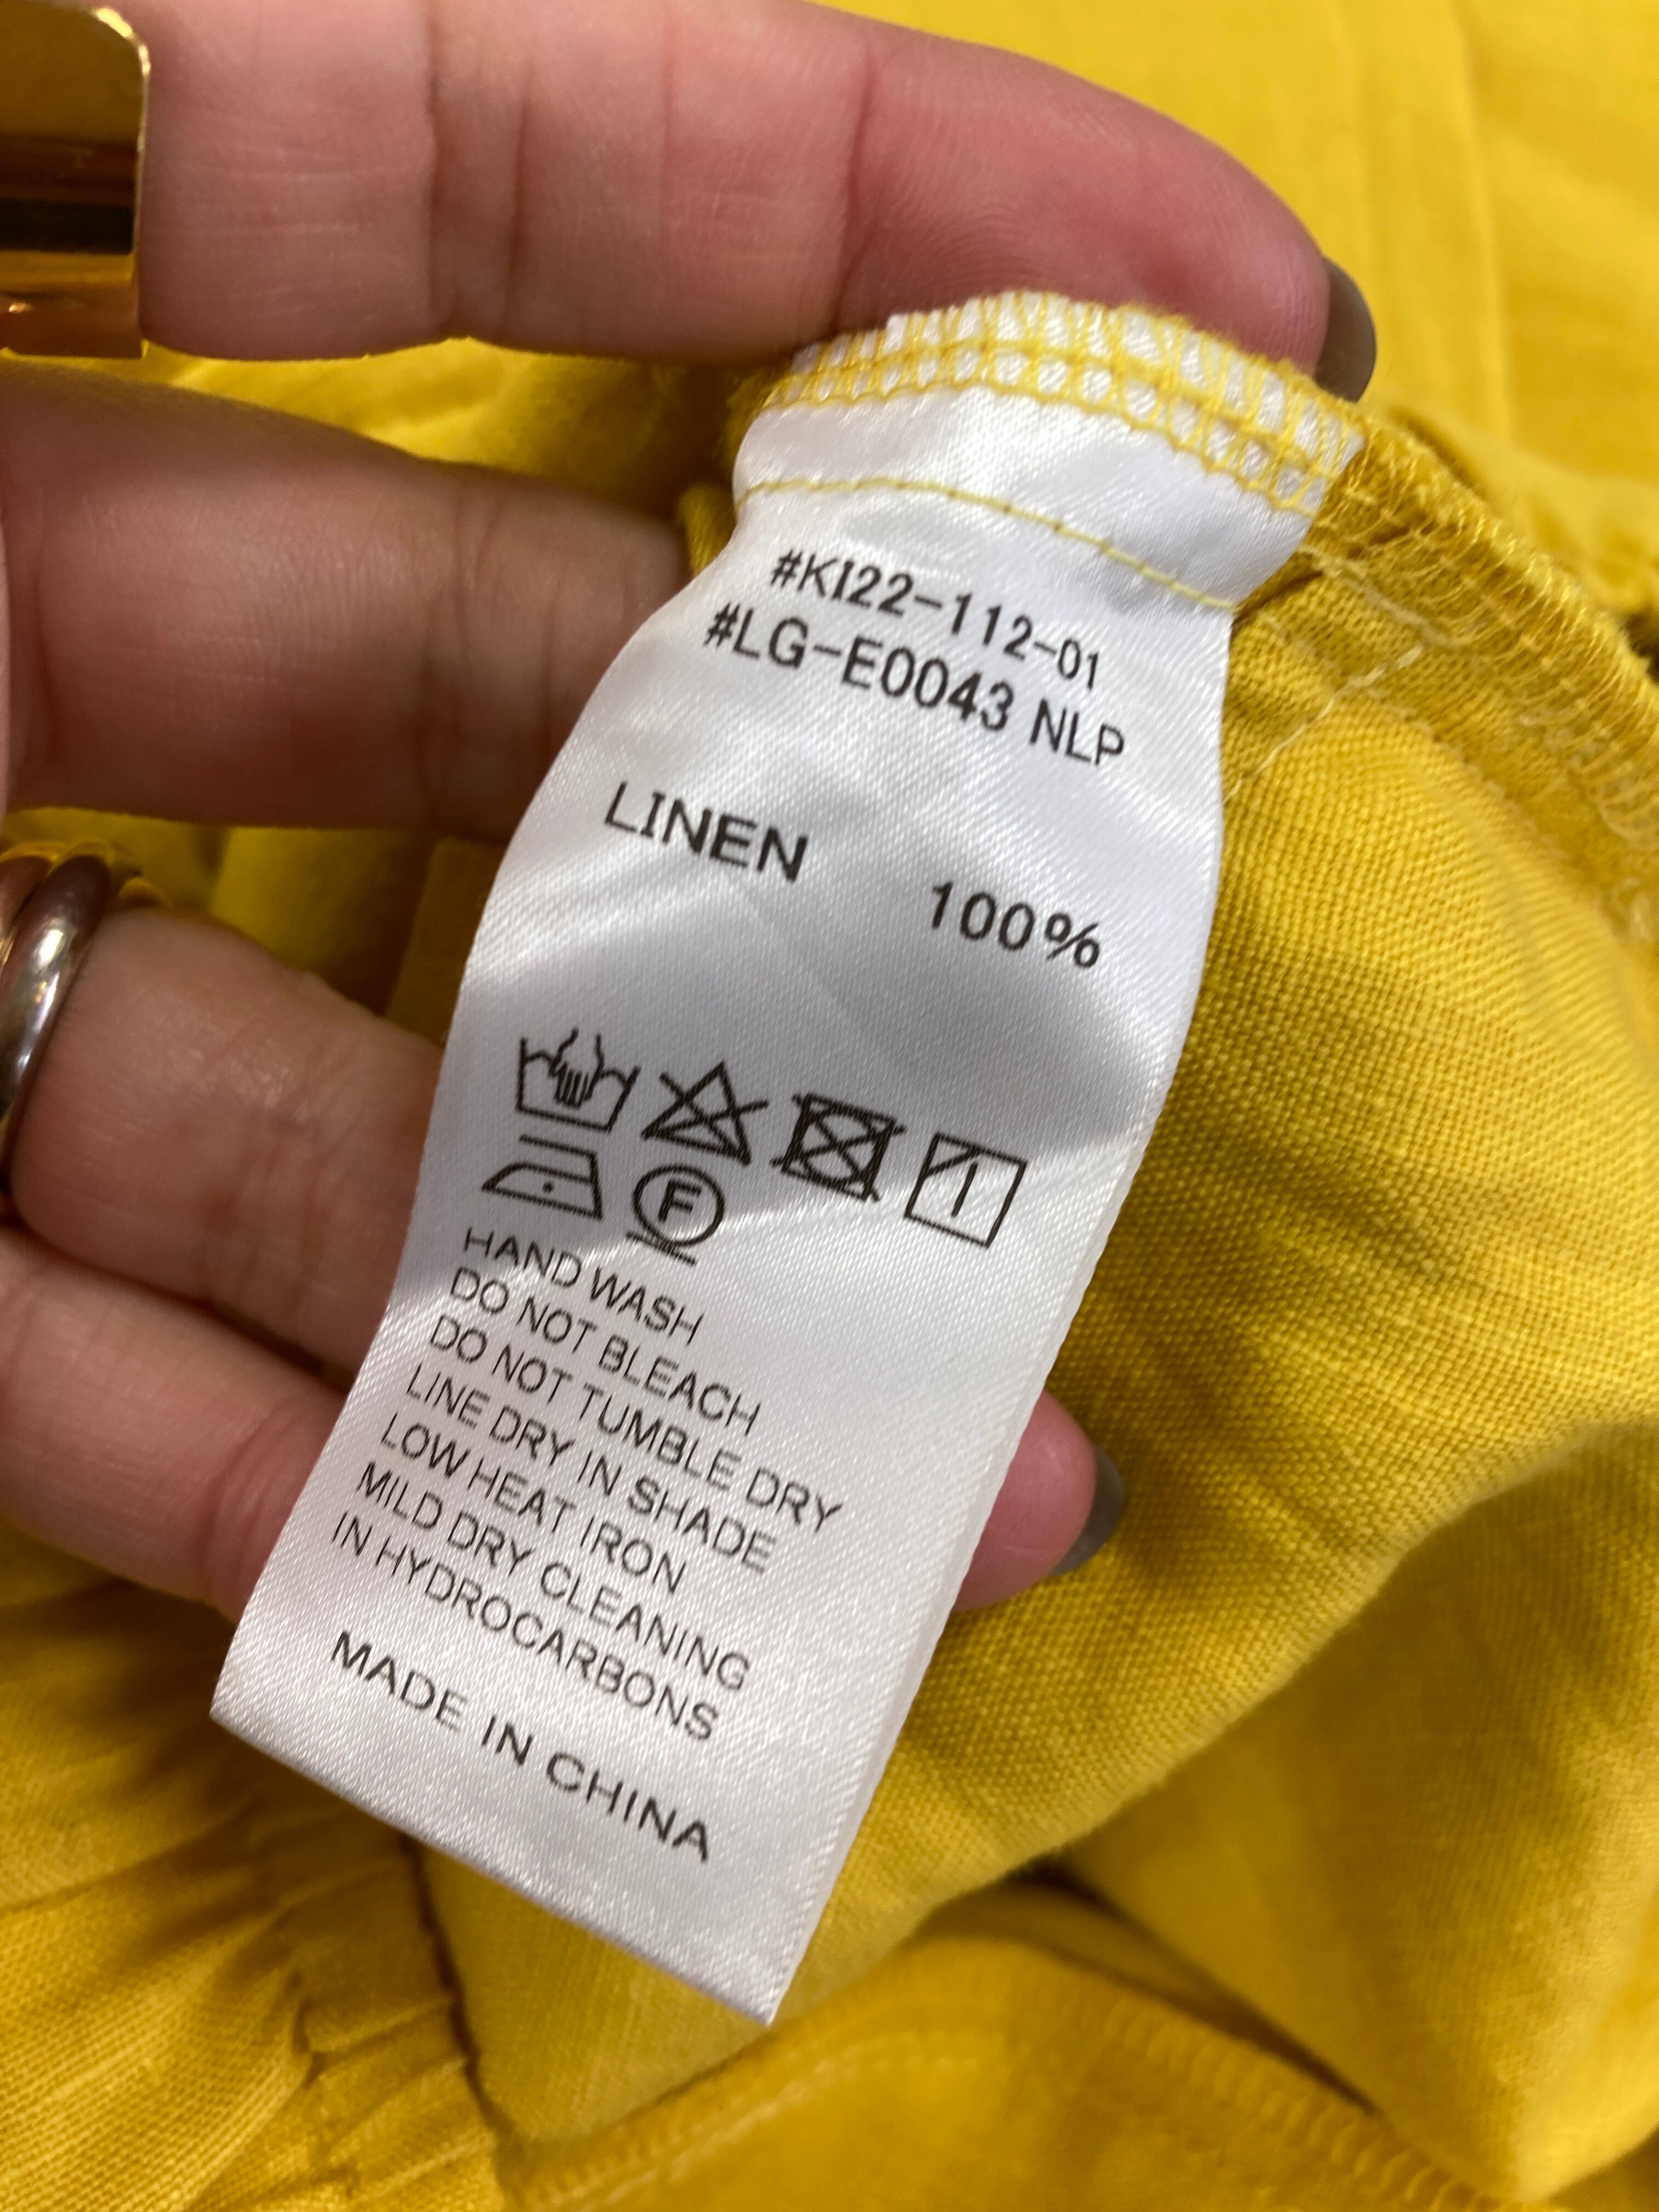 #KI22-112-01
#LG-E0043 NLP
LINEN 100%
F
HAND WASH
DO NOT BLEACH
DO NOT TUMBLE DRY
LINE DRY IN SHADE
LOW HEAT IRON
MILD DRY CLEANING
IN HYDROCARBONS
MADE IN CHINA